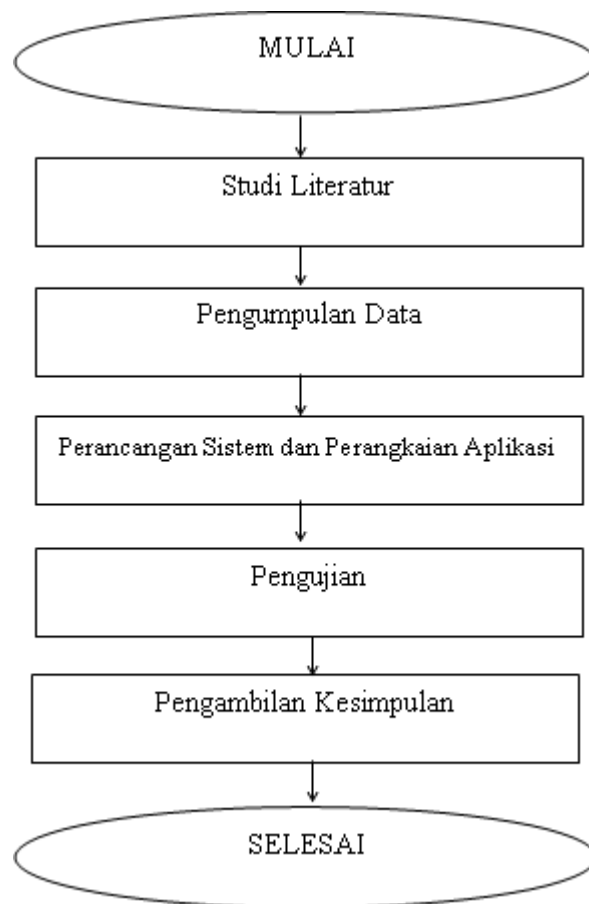 MULAI
Studi Literatur
Pengumpulan Data
Perancangan Sistem dan Perangkaian Aplikasi
Pengujian
Pengambilan Kesimpulan
SELESAI